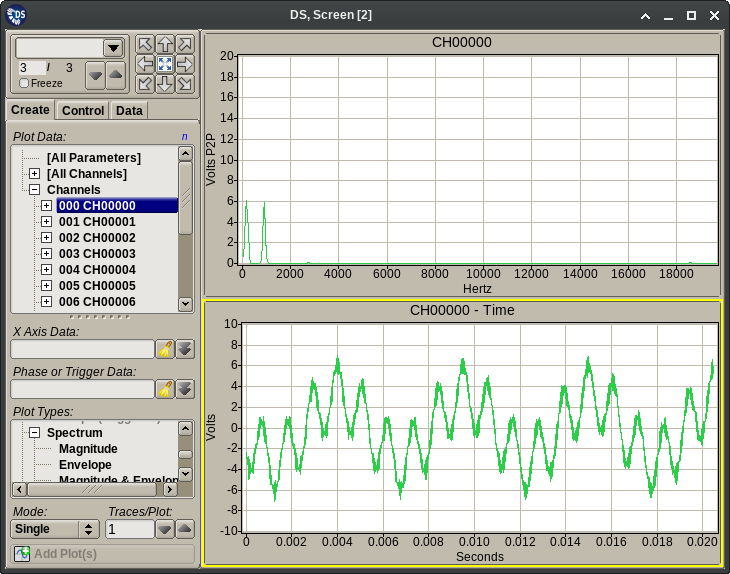 DS
DS, Screen [2]
3 / 3
Freeze
Create Control Data
Plot Data: n
[All Parameters]
[All Channels]
Channels
000 CH00000
001 CH00001
002 CH00002
003 CH00003
004 CH00004
005 CH00005
006 CH00006
X Axis Data:
Phase or Trigger Data:
Plot Types:
Spectrum
Magnitude
Envelope
Magnitude & Envelop
Mode: Traces/Plot:
Single 1
Add Plot(s)
CH00000
Volts P2P
20
18
16
14
12
10
8
6
4
2
0
0 2000 4000 6000 8000 10000 12000 14000 16000 18000
Hertz
CH00000 - Time
Volts
10
8
6
4
2
0
-2
-4
-6
-8
-10
0 0.002 0.004 0.006 0.008 0.010 0.012 0.014 0.016 0.018 0.020
Seconds